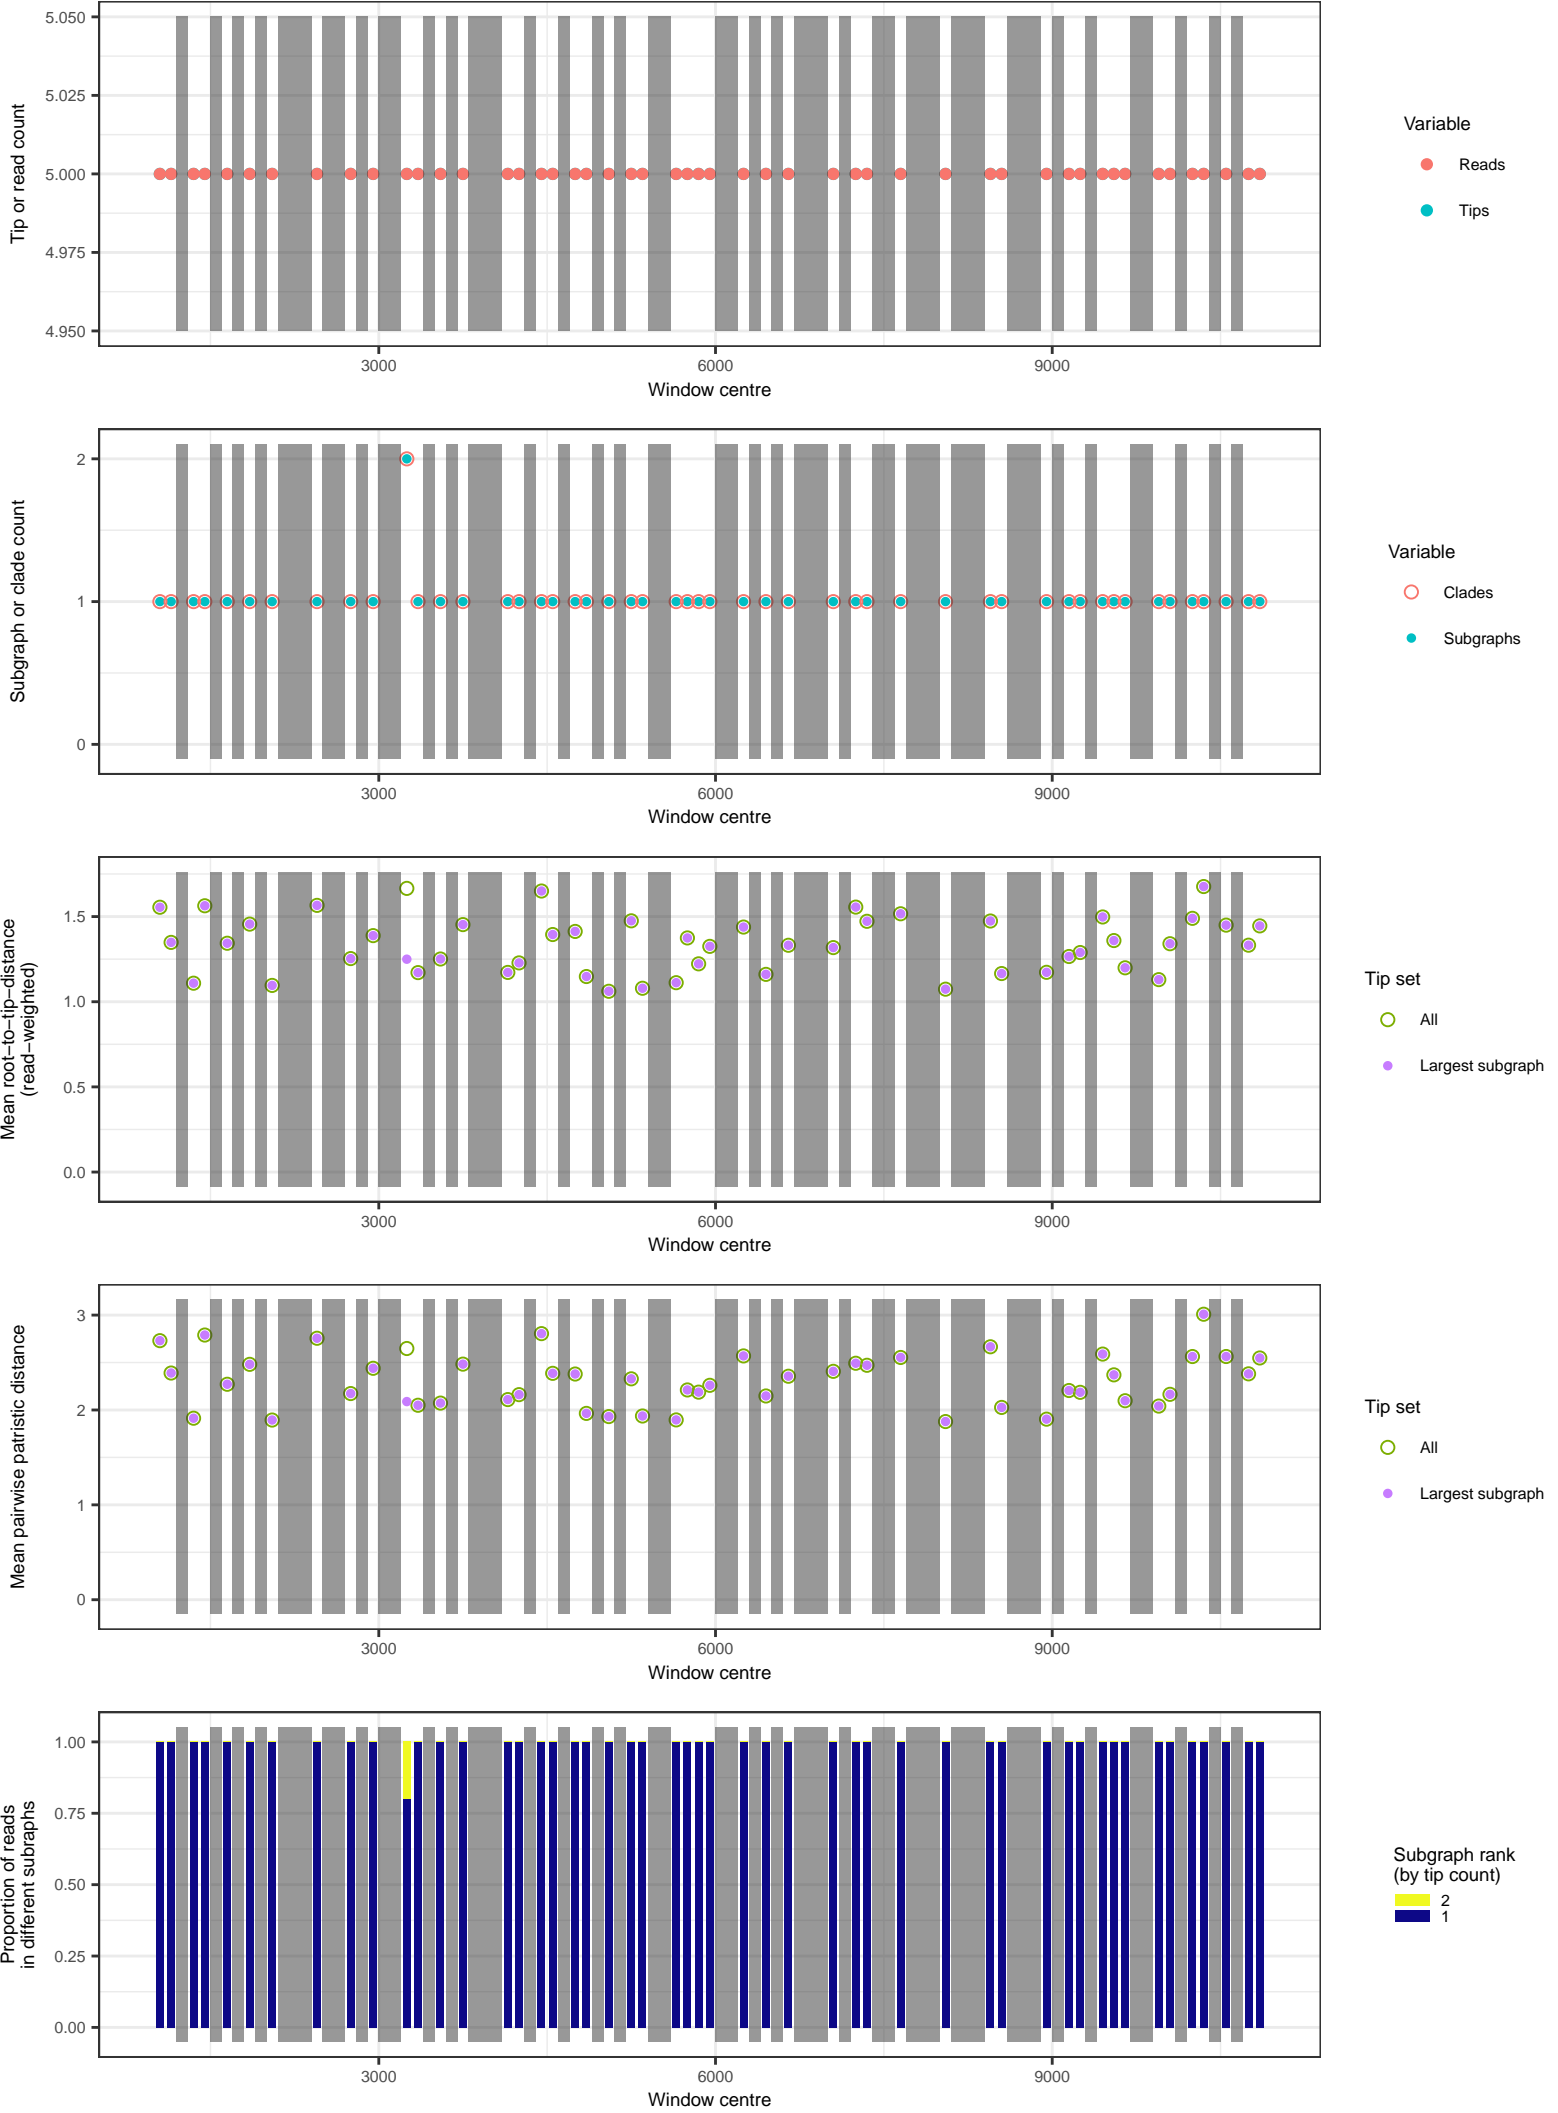 5.050
5.025
5.000
4.975
4.950
Tip or read count
3000 6000 9000
Window centre
Variable
Reads
Tips
2
1
0
Subgraph or clade count
3000 6000 9000
Window centre
Variable
Clades
Subgraphs
1.5
1.0
0.5
0.0
Mean root−to−tip−distance
(read−weighted)
3000 6000 9000
Window centre
Tip set
All
Largest subgraph
3
2
1
0
Mean pairwise patristic distance
3000 6000 9000
Window centre
Tip set
All
Largest subgraph
1.00
0.75
0.50
0.25
0.00
Proportion of reads
in different subraphs
3000 6000 9000
Window centre
Subgraph rank
(by tip count)
2
1